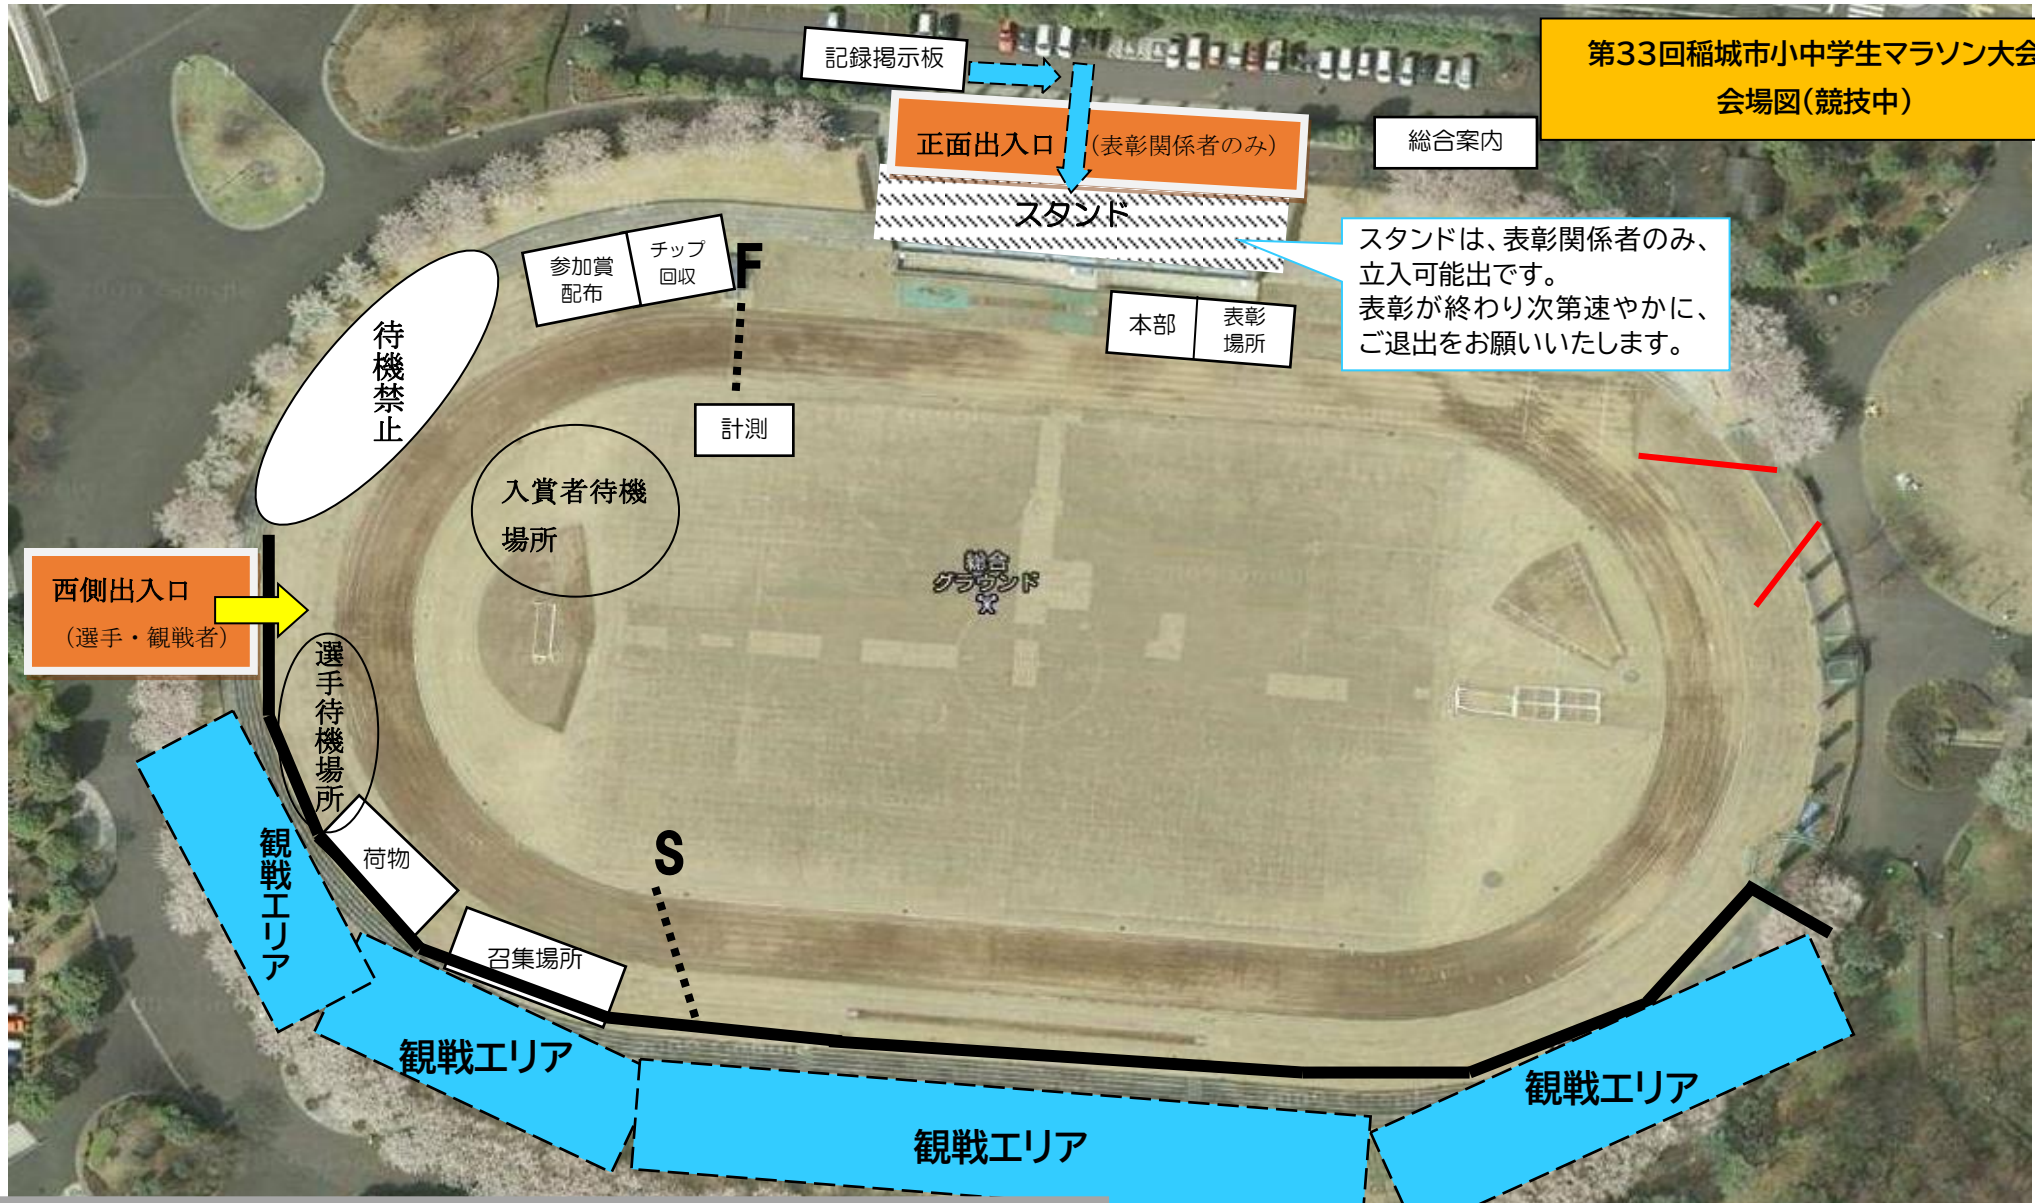 第33回稲城市小中学生マラソン大会
会場図(競技中)
記録掲示板
正面出入口 (表彰関係者のみ)
総合案内
スタンド
スタンドは、表彰関係者のみ、
立入可能出です。
表彰が終わり次第速やかに、
ご退出をお願いいたします。
参加賞
配布
チップ
回収
F
本部
表彰
場所
待機禁止
計測
入賞者待機
場所
総合
グラウンド
西側出入口
(選手・観戦者)
選手待機場所
荷物
S
召集場所
観戦エリア
観戦エリア
観戦エリア
観戦エリア